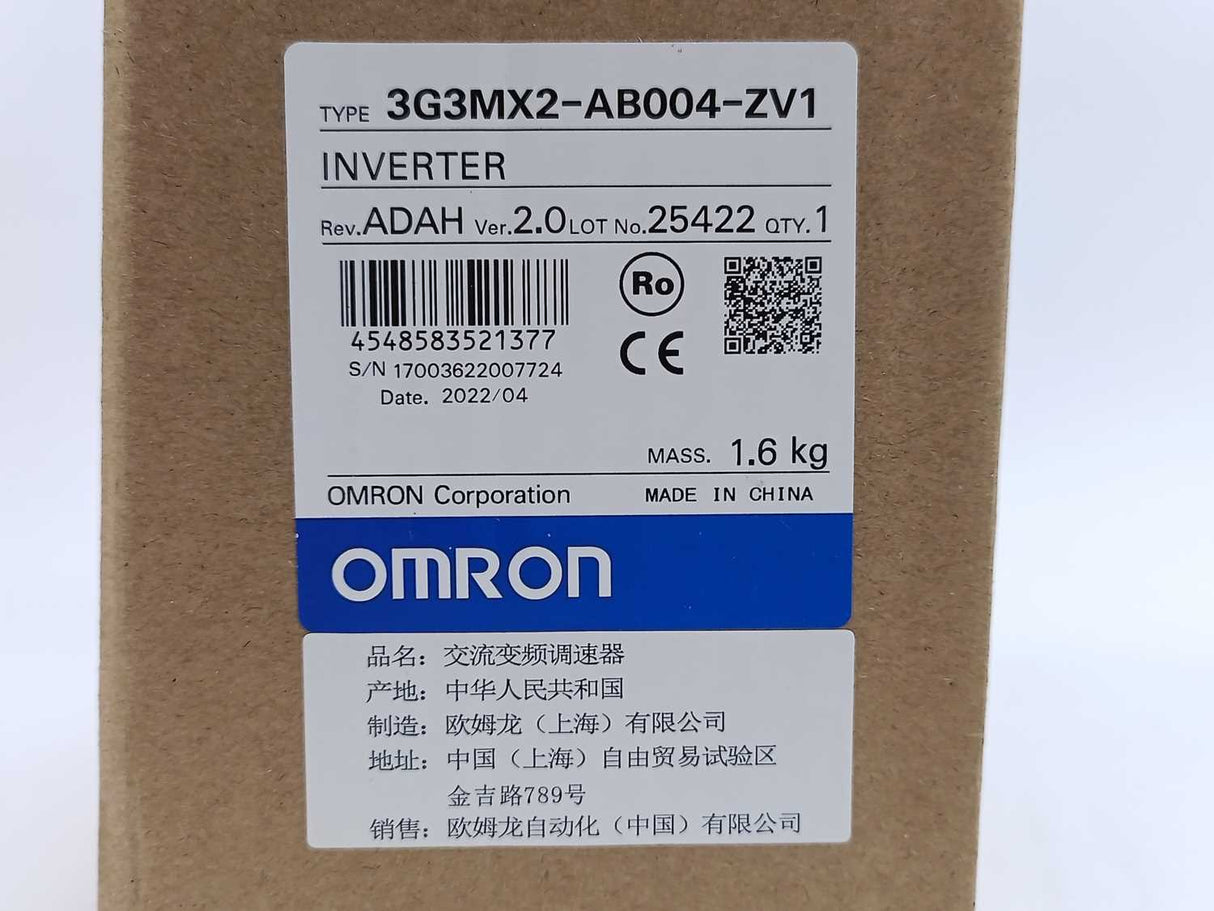 TYPE 3G3MX2-AB004-ZV1
INVERTER
Rev.ADAH Ver.2.0 LOT No.25422 QTY.1
Ro
4548583521377
CE
S/N 17003622007724
Date. 2022/04
MASS. 1.6 kg
OMRON Corporation MADE IN CHINA
OMRON
品名：交流变频调速器
产地：中华人民共和国
制造：欧姆龙（上海）有限公司
地址：中国（上海）自由贸易试验区
金吉路789号
销售：欧姆龙自动化（中国）有限公司